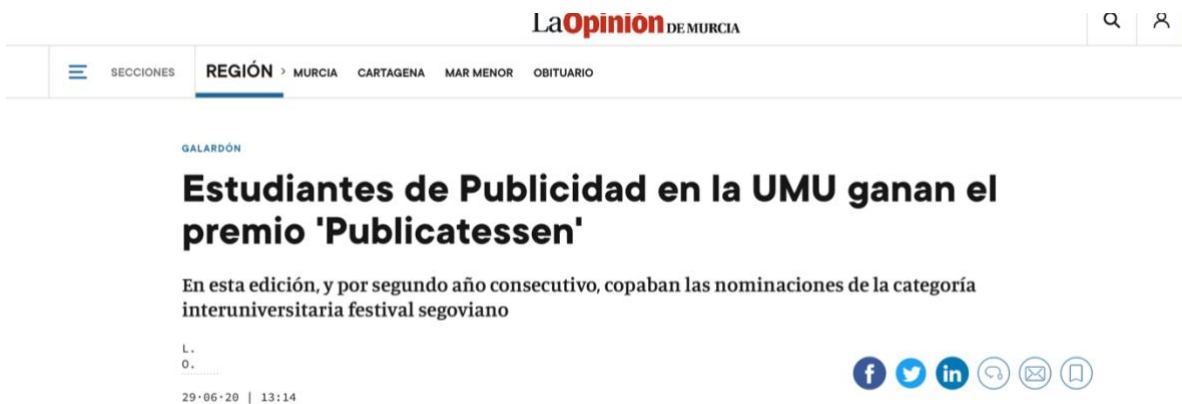 LaOpinión DE MURCIA
SECCIONES REGIÓN > MURCIA CARTAGENA MAR MENOR OBITUARIO
GALARDÓN
Estudiantes de Publicidad en la UMU ganan el
premio 'Publicatessen'
En esta edición, y por segundo año consecutivo, copaban las nominaciones de la categoría
interuniversitaria festival segoviano
L.
O.
29·06·20 | 13:14